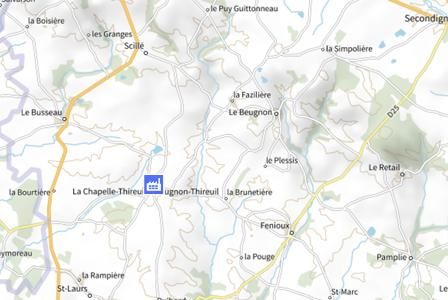 le Puy Guittonneau
la Boisière
les Granges
Secondign
Scillé
la Simpolière
la Fazilière
Le Busseau
Le Beugnon
D25
le Plessis
Le Retail
la Bourtière
La Chapelle-Thireu
ugnon-Thireuil
la Brunetière
Fenioux
ymoreau
la Pouge
Pamplie
la Rampière
St-Laurs
St-Marc